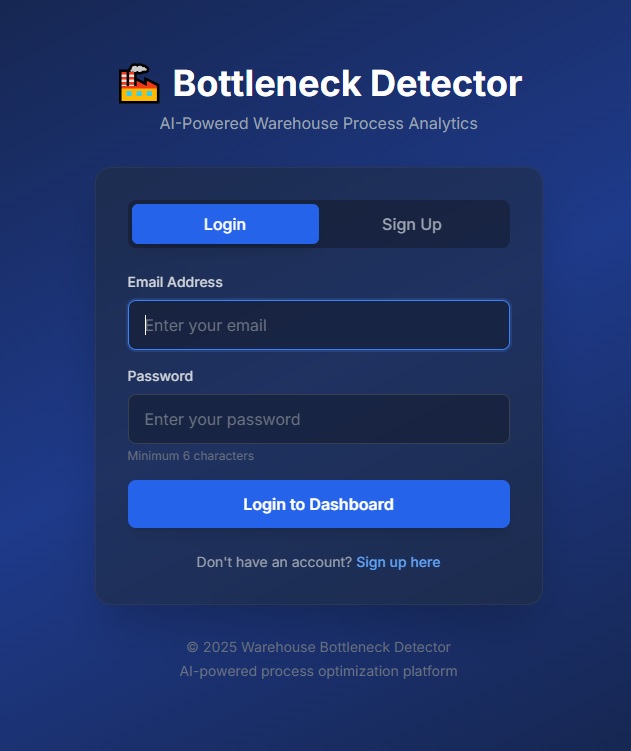 Bottleneck Detector
AI-Powered Warehouse Process Analytics
Login
Sign Up
Email Address
Enter your email
Password
Enter your password
Minimum 6 characters
Login to Dashboard
Don't have an account? Sign up here
© 2025 Warehouse Bottleneck Detector
AI-powered process optimization platform